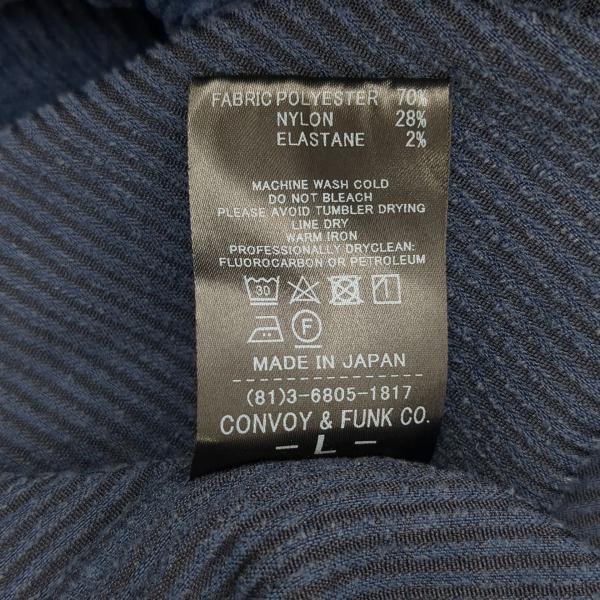 FABRIC POLYESTER 70%
NYLON 28%
ELASTANE 2%
MACHINE WASH COLD
DO NOT BLEACH
PLEASE AVOID TUMBLER DRYING
LINE DRY
WARM IRON
PROFESSIONALLY DRYCLEAN:
FLUOROCARBON OR PETROLEUM
30
F
MADE IN JAPAN
(81)3-6805-1817
CONVOY & FUNK CO.
- L -